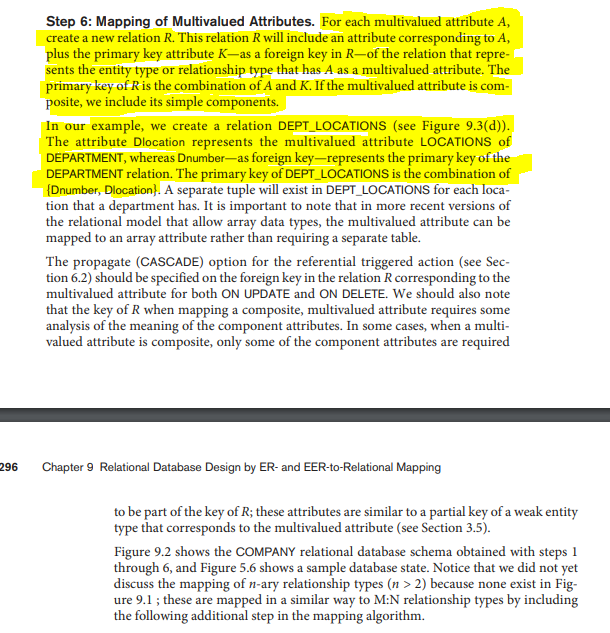 Step 6: Mapping of Multivalued Attributes. For each multivalued attribute A,
create a new relation R. This relation R will include an attribute corresponding to A,
plus the primary key attribute K—as a foreign key in R—of the relation that repre-
sents the entity type or relationship type that has A as a multivalued attribute. The
primary key of R is the combination of A and K. If the multivalued attribute is com-
posite, we include its simple components.
In our example, we create a relation DEPT_LOCATIONS (see Figure 9.3(d)).
The attribute Dlocation represents the multivalued attribute LOCATIONS of
DEPARTMENT, whereas Dnumber—as foreign key—represents the primary key of the
DEPARTMENT relation. The primary key of DEPT_LOCATIONS is the combination of
{Dnumber, Dlocation}. A separate tuple will exist in DEPT_LOCATIONS for each loca-
tion that a department has. It is important to note that in more recent versions of
the relational model that allow array data types, the multivalued attribute can be
mapped to an array attribute rather than requiring a separate table.
The propagate (CASCADE) option for the referential triggered action (see Sec-
tion 6.2) should be specified on the foreign key in the relation R corresponding to the
multivalued attribute for both ON UPDATE and ON DELETE. We should also note
that the key of R when mapping a composite, multivalued attribute requires some
analysis of the meaning of the component attributes. In some cases, when a multi-
valued attribute is composite, only some of the component attributes are required
296 Chapter 9 Relational Database Design by ER- and EER-to-Relational Mapping
to be part of the key of R; these attributes are similar to a partial key of a weak entity
type that corresponds to the multivalued attribute (see Section 3.5).
Figure 9.2 shows the COMPANY relational database schema obtained with steps 1
through 6, and Figure 5.6 shows a sample database state. Notice that we did not yet
discuss the mapping of n-ary relationship types (n > 2) because none exist in Fig-
ure 9.1 ; these are mapped in a similar way to M:N relationship types by including
the following additional step in the mapping algorithm.